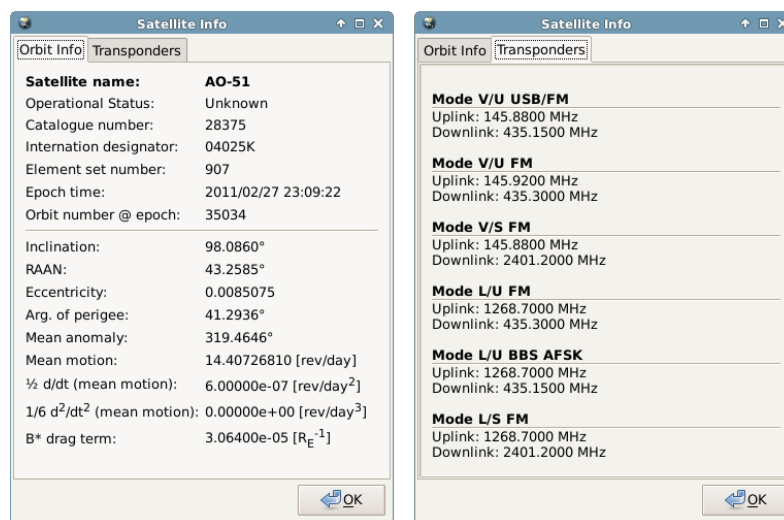 Satellite Info
Orbit Info Transponders
Satellite name: AO-51
Operational Status: Unknown
Catalogue number: 28375
Internation designator: 04025K
Element set number: 907
Epoch time: 2011/02/27 23:09:22
Orbit number @ epoch: 35034
Inclination: 98.0860°
RAAN: 43.2585°
Eccentricity: 0.0085075
Arg. of perigee: 41.2936°
Mean anomaly: 319.4646°
Mean motion: 14.40726810 [rev/day]
½ d/dt (mean motion): 6.00000e-07 [rev/day²]
1/6 d²/dt² (mean motion): 0.00000e+00 [rev/day³]
B* drag term: 3.06400e-05 [R_E⁻¹]
OK
Satellite Info
Orbit Info Transponders
Mode V/U USB/FM
Uplink: 145.8800 MHz
Downlink: 435.1500 MHz
Mode V/U FM
Uplink: 145.9200 MHz
Downlink: 435.3000 MHz
Mode V/S FM
Uplink: 145.8800 MHz
Downlink: 2401.2000 MHz
Mode L/U FM
Uplink: 1268.7000 MHz
Downlink: 435.3000 MHz
Mode L/U BBS AFSK
Uplink: 1268.7000 MHz
Downlink: 435.1500 MHz
Mode L/S FM
Uplink: 1268.7000 MHz
Downlink: 2401.2000 MHz
OK